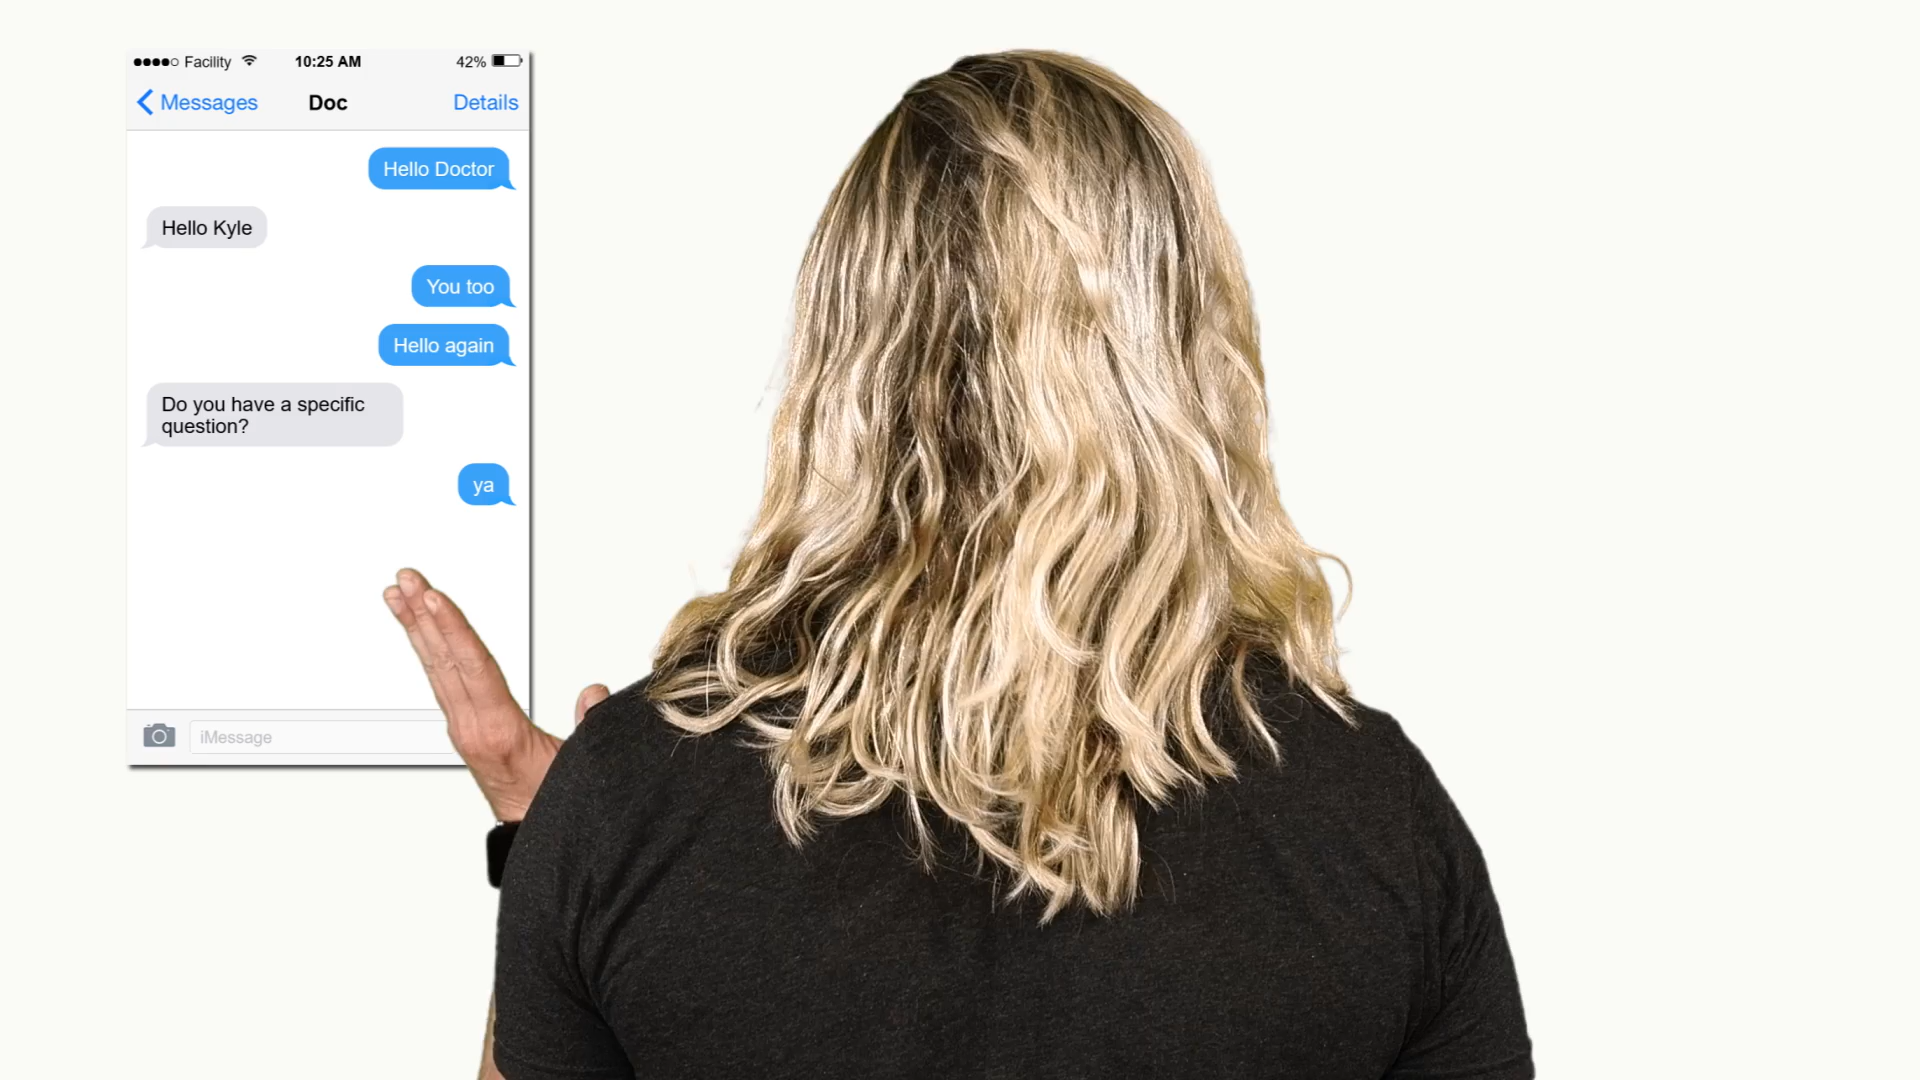 Facility 10:25 AM 42%
Messages Doc Details
Hello Doctor
Hello Kyle
You too
Hello again
Do you have a specific
question?
ya
iMessage